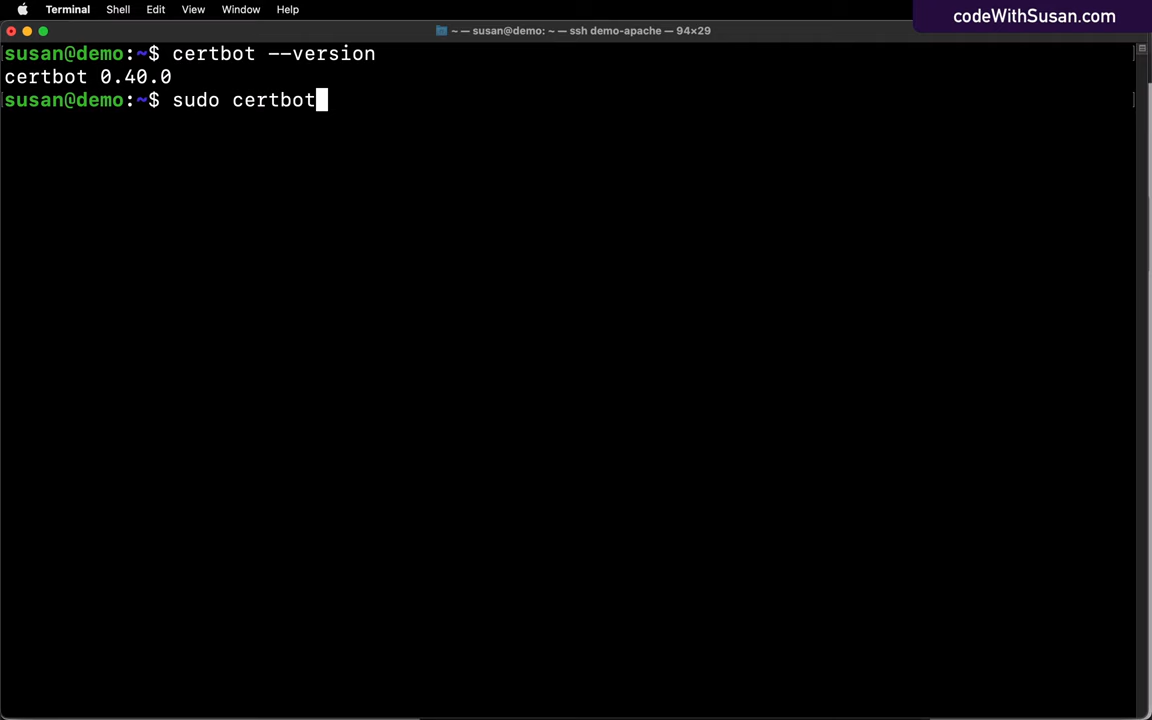 Terminal Shell Edit View Window Help
codeWithSusan.com
~ — susan@demo: ~ — ssh demo-apache — 94×29
susan@demo:~$ certbot --version
certbot 0.40.0
susan@demo:~$ sudo certbot